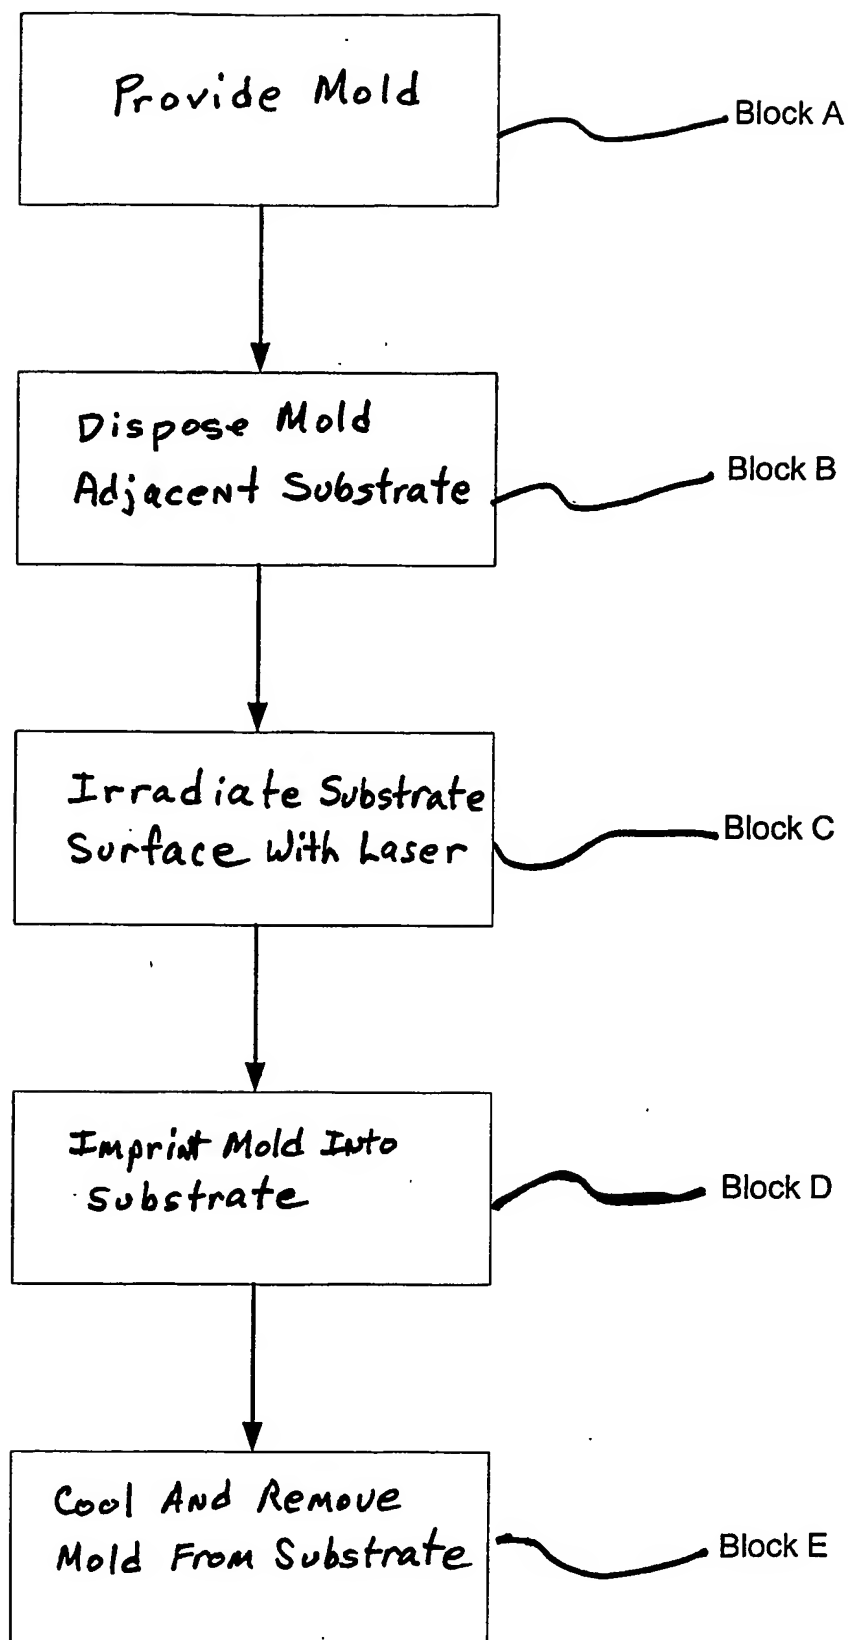 Provide Mold
Block A
Dispose Mold
Adjacent Substrate
Block B
Irradiate Substrate
Surface With Laser
Block C
Imprint Mold Into
Substrate
Block D
Cool And Remove
Mold From Substrate
Block E